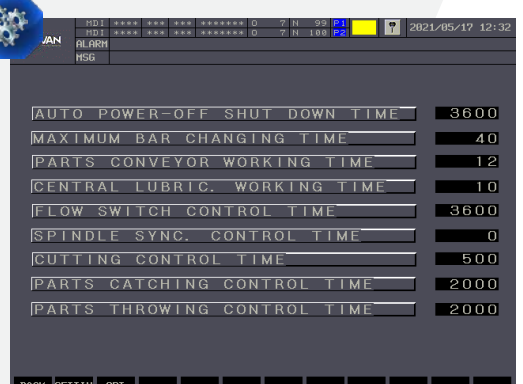 MDI **** *** *** ******* O 7 N 99 P1
MDI **** *** *** ******* O 7 N 100 P2
2021/05/17 12:32
VAN
ALARM
MSG
AUTO POWER-OFF SHUT DOWN TIME 3600
MAXIMUM BAR CHANGING TIME 40
PARTS CONVEYOR WORKING TIME 12
CENTRAL LUBRIC. WORKING TIME 10
FLOW SWITCH CONTROL TIME 3600
SPINDLE SYNC. CONTROL TIME 0
CUTTING CONTROL TIME 500
PARTS CATCHING CONTROL TIME 2000
PARTS THROWING CONTROL TIME 2000